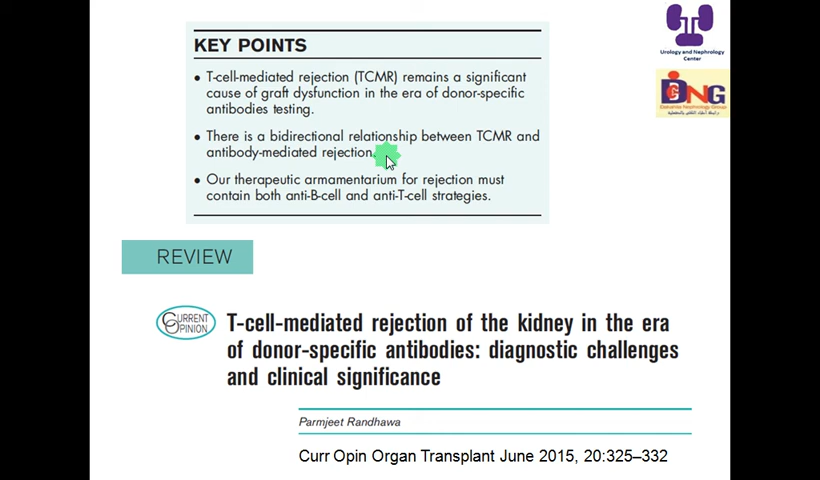 KEY POINTS
• T-cell-mediated rejection (TCMR) remains a significant
cause of graft dysfunction in the era of donor-specific
antibodies testing.
• There is a bidirectional relationship between TCMR and
antibody-mediated rejection.
• Our therapeutic armamentarium for rejection must
contain both anti-B-cell and anti-T-cell strategies.
Urology and Nephrology
Center
DNG
REVIEW
CURRENT
OPINION
T-cell-mediated rejection of the kidney in the era
of donor-specific antibodies: diagnostic challenges
and clinical significance
Parmjeet Randhawa
Curr Opin Organ Transplant June 2015, 20:325–332